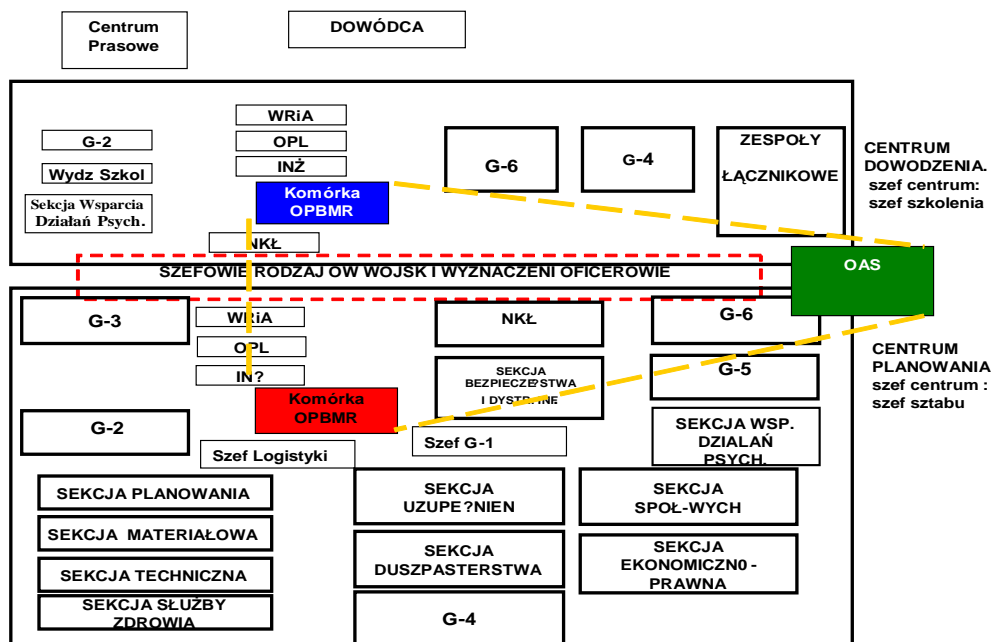 Centrum
Prasowe
DOWÓDCA
WRiA
OPL
INŻ
G-2
Wydz Szkol
Sekcja Wsparcia
Działań Psych.
Komórka
OPBMR
NKŁ
G-6
G-4
ZESPOŁY
ŁĄCZNIKOWE
CENTRUM
DOWODZENIA.
szef centrum:
szef szkolenia
SZEFOWIE RODZAJ OW WOJSK I WYZNACZENI OFICEROWIE
OAS
G-3
WRiA
OPL
IN?
Komórka
OPBMR
G-2
NKŁ
SEKCJA
I DYSTRINE
G-6
G-5
CENTRUM
PLANOWANIA
szef centrum :
szef sztabu
Szef Logistyki
Szef G-1
SEKCJA WSP.
DZIALAŃ
PSYCH.
SEKCJA PLANOWANIA
SEKCJA MATERIAŁOWA
SEKCJA TECHNICZNA
SEKCJA SŁUŻBY
ZDROWIA
SEKCJA
UZUPE?NIEN
SEKCJA
DUSZPASTERSTWA
G-4
SEKCJA
SPOŁ-WYCH
SEKCJA
EKONOMICZN0 -
PRAWNA